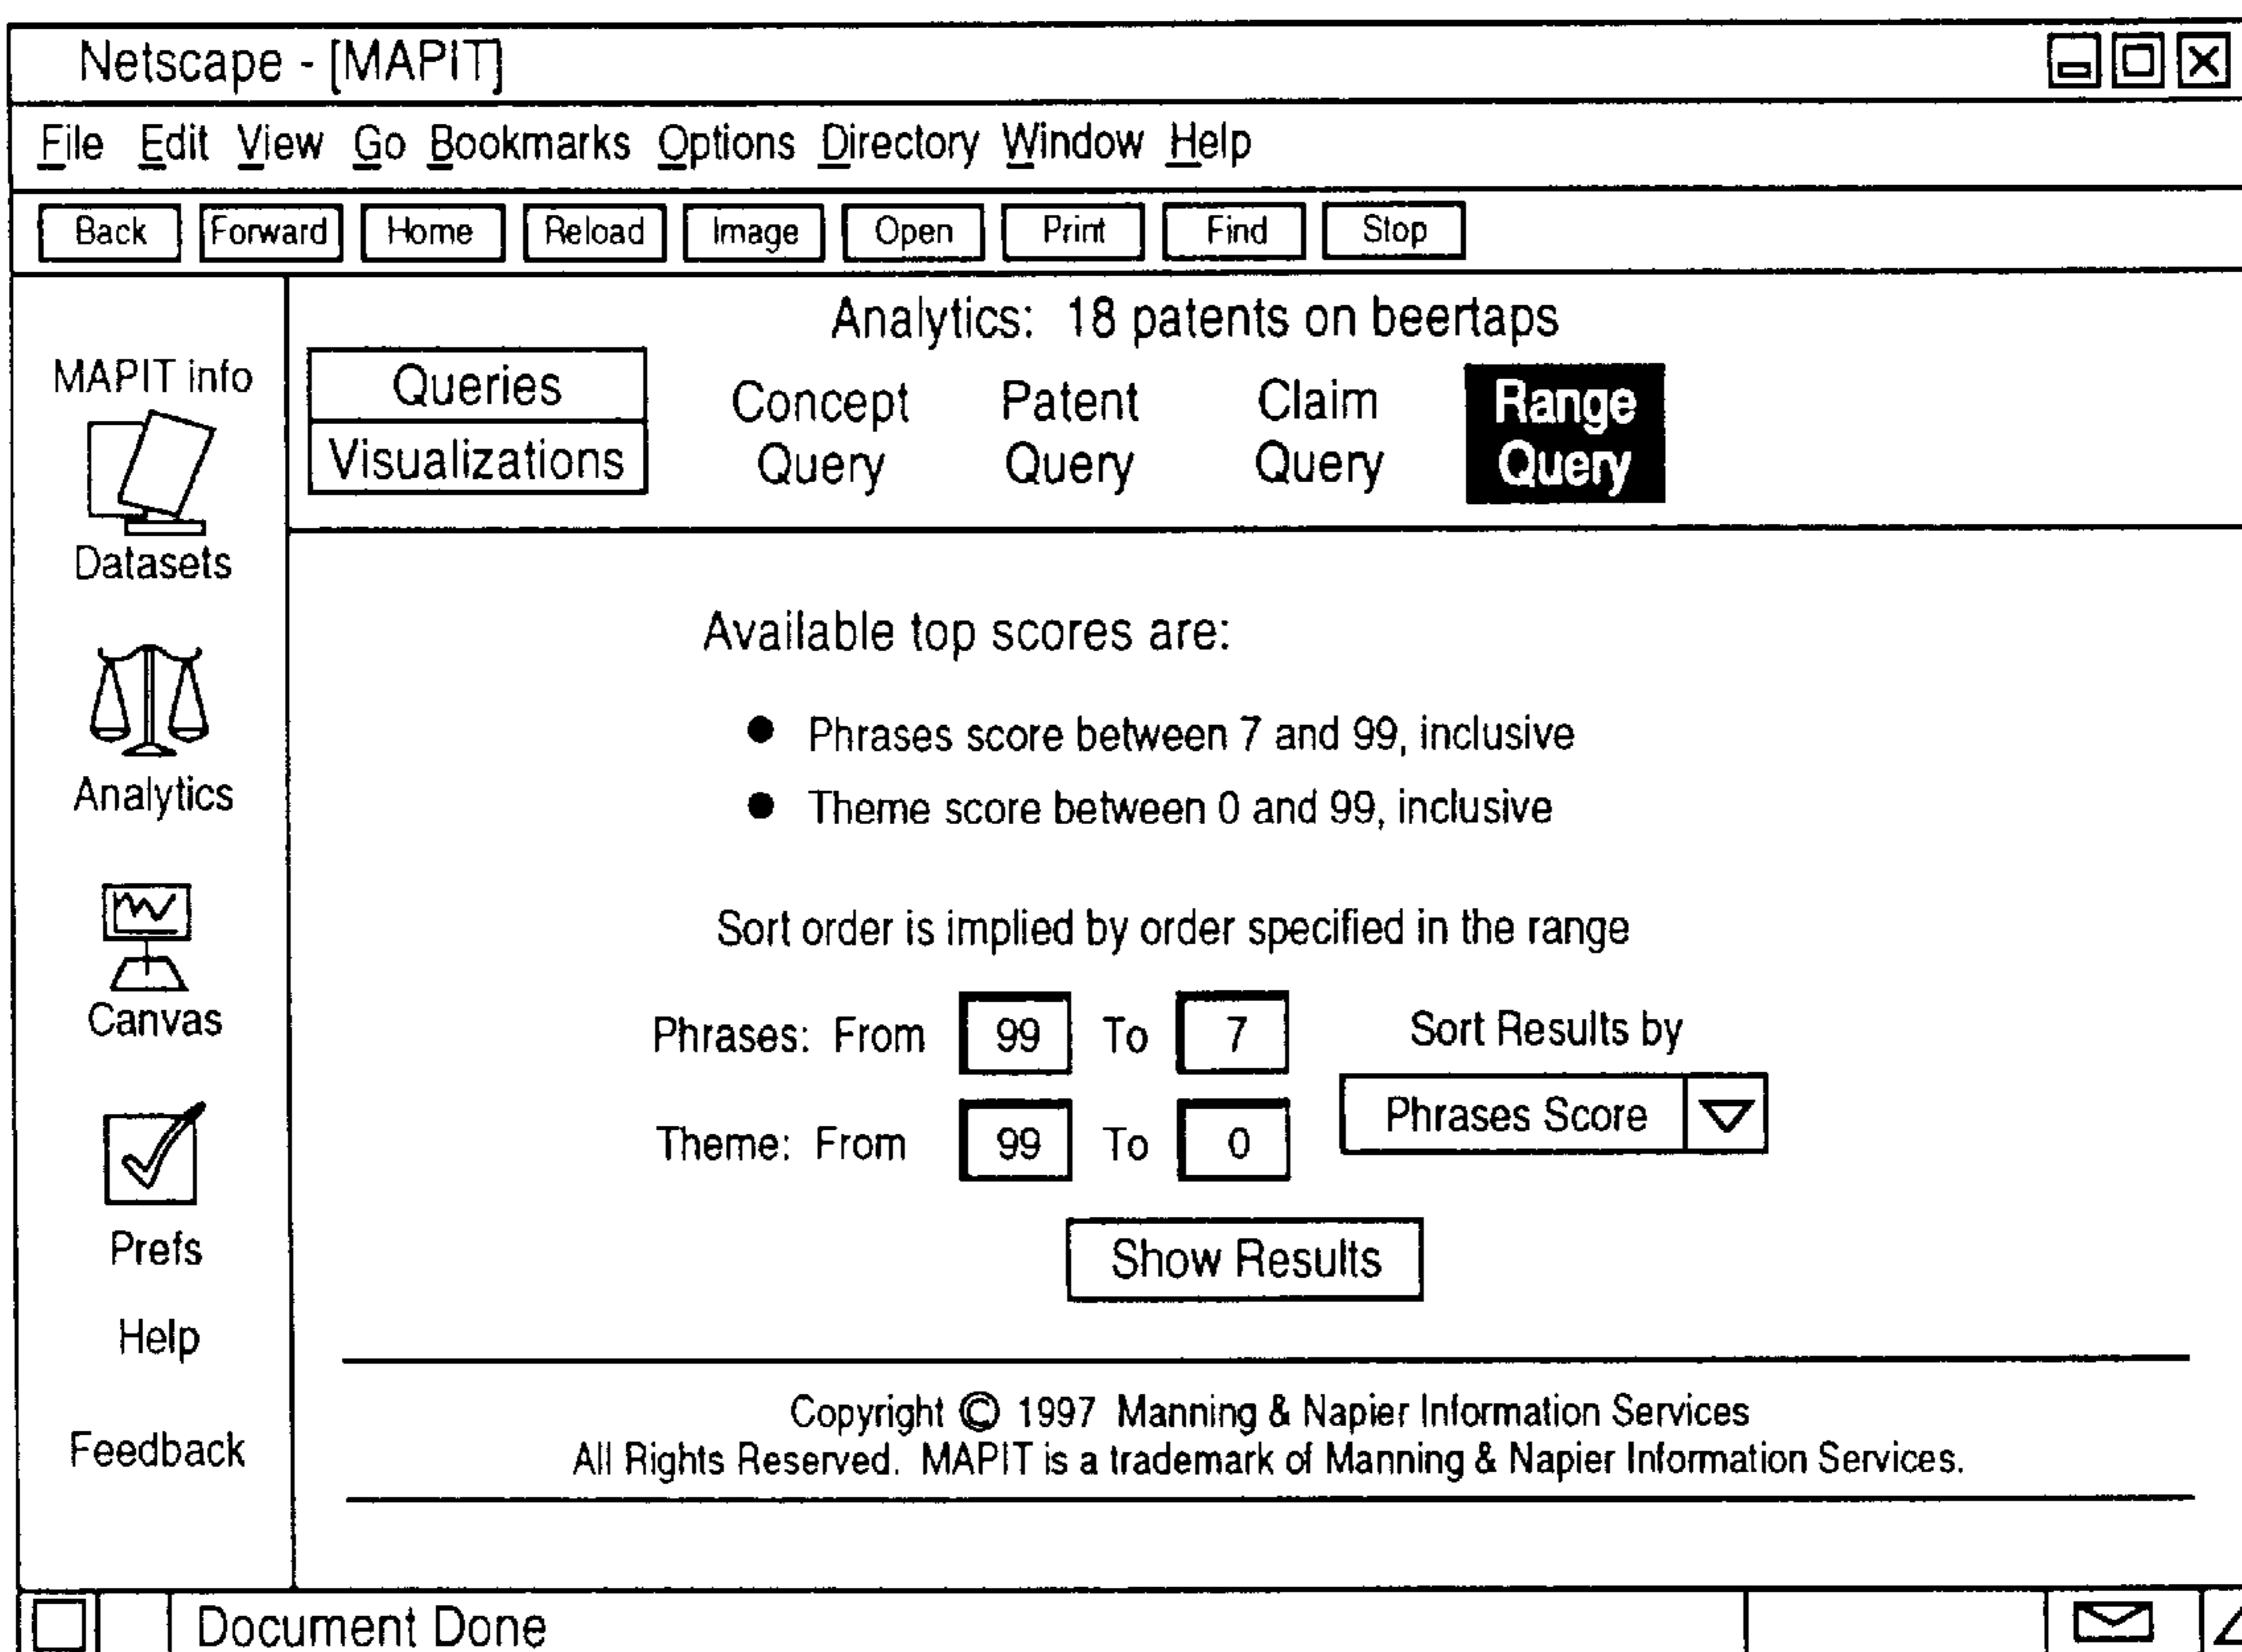 Netscape - [MAPIT]
File Edit View Go Bookmarks Options Directory Window Help
Back Forward Home Reload Image Open Print Find Stop
MAPIT info
Datasets
Analytics
Canvas
Prefs
Help
Feedback
Analytics: 18 patents on beertaps
Queries
Visualizations
Concept Query
Patent Query
Claim Query
Range Query
Available top scores are:
● Phrases score between 7 and 99, inclusive
● Theme score between 0 and 99, inclusive
Sort order is implied by order specified in the range
Phrases: From 99 To 7
Theme: From 99 To 0
Sort Results by
Phrases Score
Show Results
Copyright © 1997 Manning & Napier Information Services
All Rights Reserved. MAPIT is a trademark of Manning & Napier Information Services.
Document Done